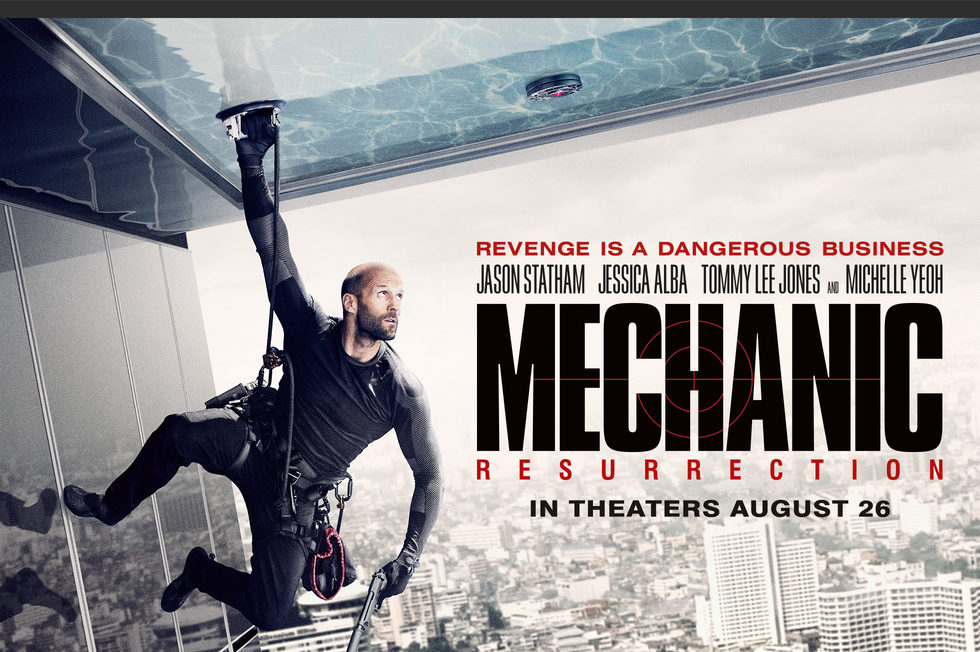 REVENGE IS A DANGEROUS BUSINESS
JASON STATHAM JESSICA ALBA TOMMY LEE JONES AND MICHELLE YEOH
MECHANIC
RESURRECTION
IN THEATERS AUGUST 26